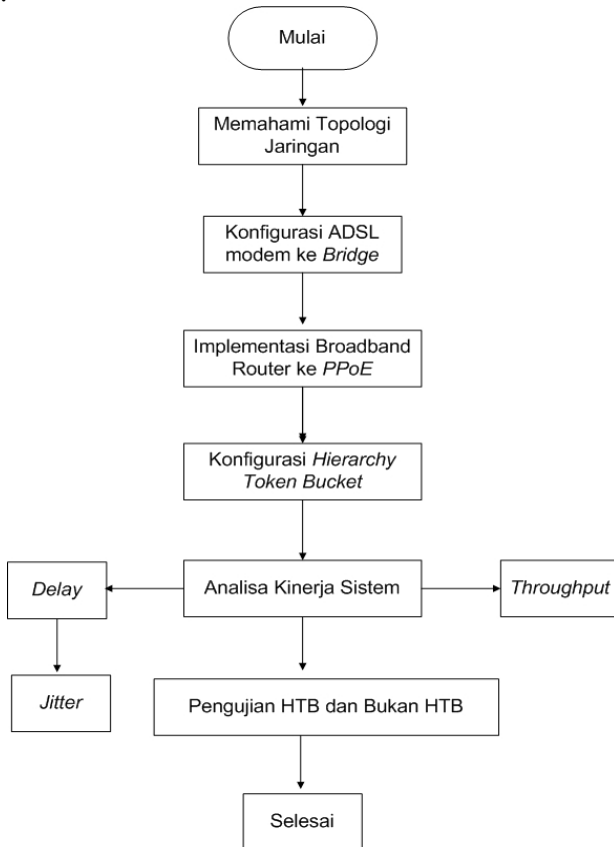 Mulai
Memahami Topologi
Jaringan
Konfigurasi ADSL
modem ke Bridge
Implementasi Broadband
Router ke PPoE
Konfigurasi Hierarchy
Token Bucket
Delay
Analisa Kinerja Sistem
Throughput
Jitter
Pengujian HTB dan Bukan HTB
Selesai